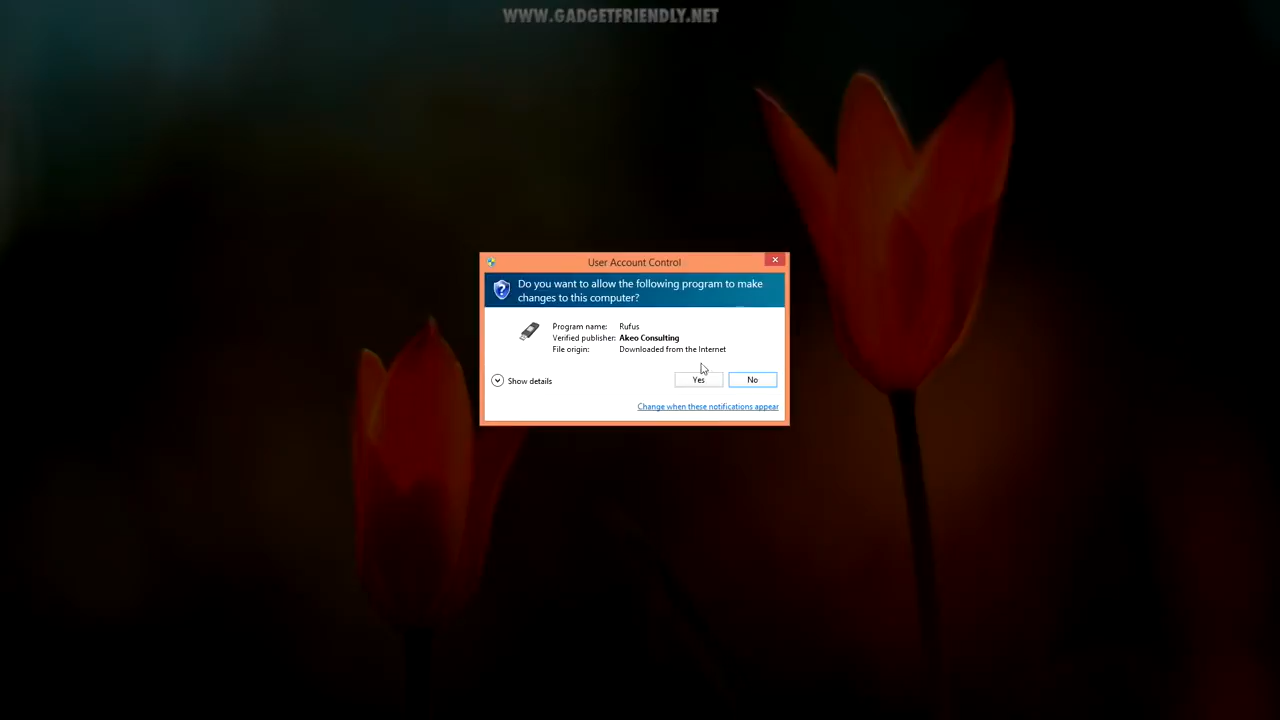 WWW.GADGETFRIENDLY.NET
User Account Control
Do you want to allow the following program to make
changes to this computer?
Program name: Rufus
Verified publisher: Akeo Consulting
File origin: Downloaded from the Internet
Show details
Yes
No
Change when these notifications appear